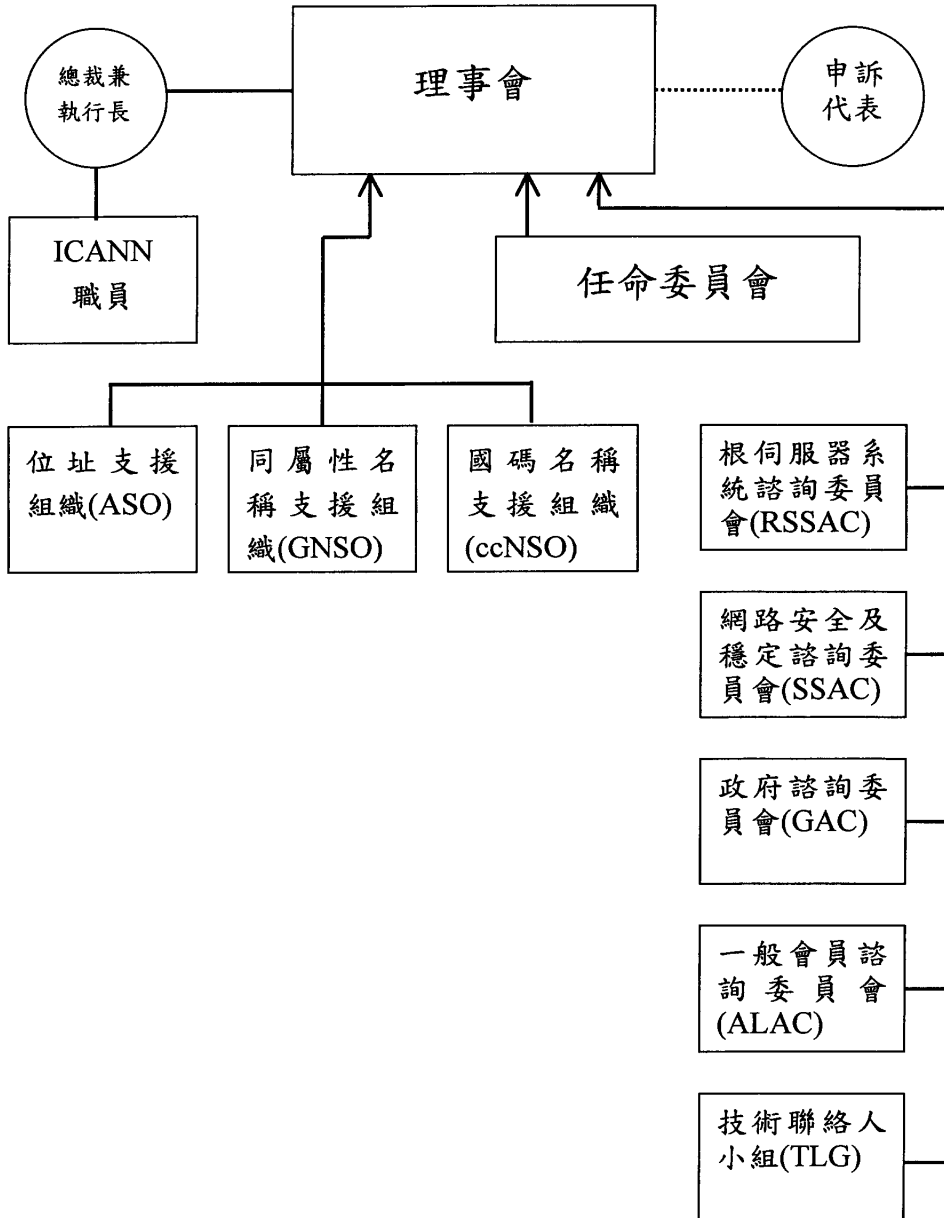 總裁兼
執行長
理事會
申訴
代表
ICANN
職員
任命委員會
位址支援
組織(ASO)
同屬性名
稱支援組
織(GNSO)
國碼名稱
支援組織
(ccNSO)
根伺服器系
統諮詢委員
會(RSSAC)
網路安全及
穩定諮詢委
員會(SSAC)
政府諮詢委
員會(GAC)
一般會員諮
詢委員會
(ALAC)
技術聯絡人
小組(TLG)